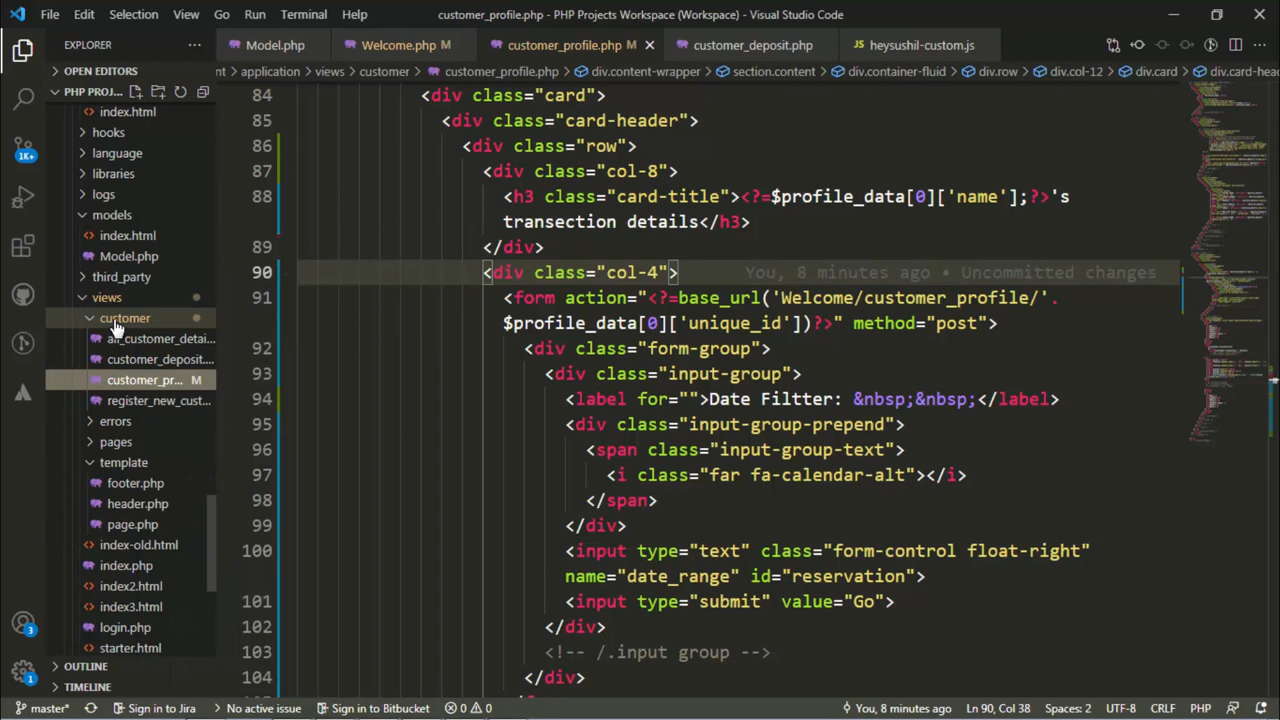 File Edit Selection View Go Run Terminal Help customer_profile.php - PHP Projects Workspace (Workspace) - Visual Studio Code
EXPLORER
Model.php Welcome.php M customer_profile.php M customer_deposit.php heysushil-custom.js
OPEN EDITORS
nt application views customer customer_profile.php div.content-wrapper section.content div.container-fluid div.row div.col-12 div.card div.card-hea
PHP PROJ...
index.html
hooks
language
libraries
logs
models
index.html
Model.php
third_party
views
customer
all_customer_detai...
customer_deposit....
customer_pr... M
register_new_cust...
errors
pages
template
footer.php
header.php
page.php
index-old.html
index.php
index2.html
index3.html
login.php
starter.html
OUTLINE
TIMELINE
1K+
3
1
84 <div class="card">
85 <div class="card-header">
86 <div class="row">
87 <div class="col-8">
88 <h3 class="card-title"><?=$profile_data[0]['name'];?>'s
transection details</h3>
89 </div>
90 <div class="col-4"> You, 8 minutes ago • Uncommitted changes
91 <form action="<?=base_url('Welcome/customer_profile/'.
$profile_data[0]['unique_id'])?>" method="post">
92 <div class="form-group">
93 <div class="input-group">
94 <label for="">Date Filtter: &nbsp;&nbsp;</label>
95 <div class="input-group-prepend">
96 <span class="input-group-text">
97 <i class="far fa-calendar-alt"></i>
98 </span>
99 </div>
100 <input type="text" class="form-control float-right"
name="date_range" id="reservation">
101 <input type="submit" value="Go">
102 </div>
103 <!-- /.input group -->
104 </div>
master* Sign in to Jira No active issue Sign in to Bitbucket 0 0 You, 8 minutes ago Ln 90, Col 38 Spaces: 2 UTF-8 CRLF PHP